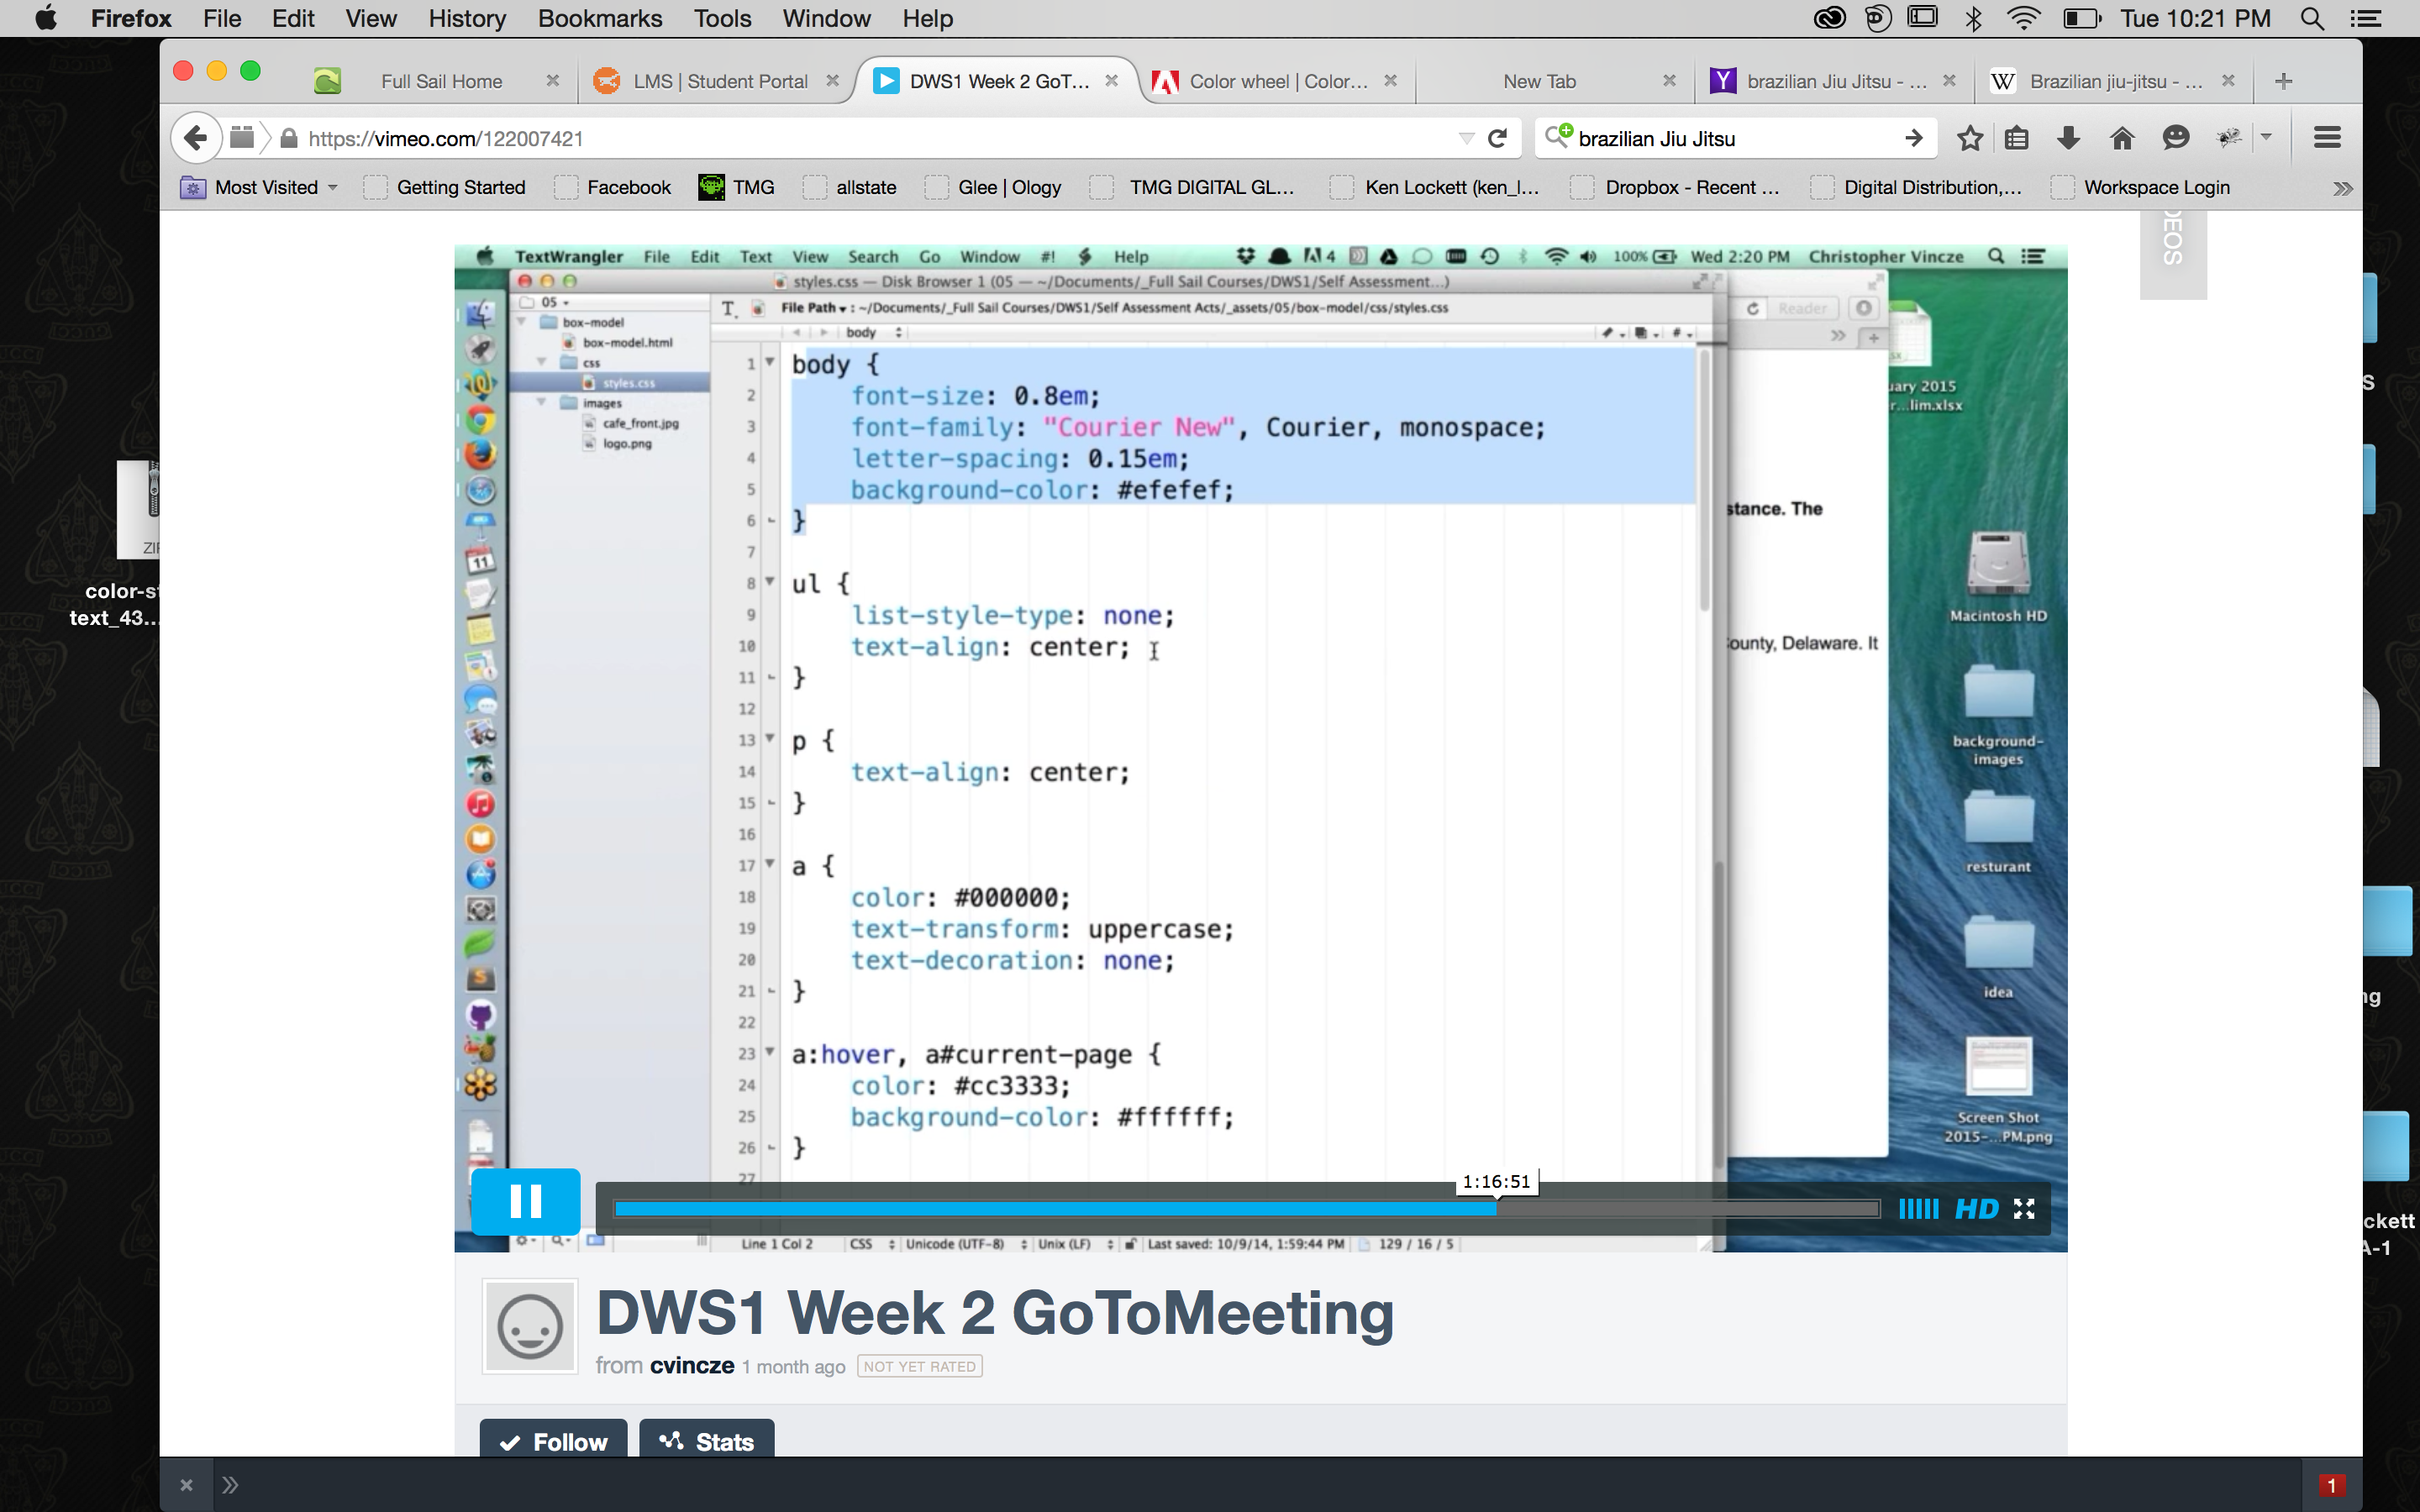 Firefox File Edit View History Bookmarks Tools Window Help Tue 10:21 PM
Full Sail Home LMS | Student Portal DWS1 Week 2 GoT... Color wheel | Color... New Tab brazilian Jiu Jitsu - ... Brazilian jiu-jitsu - ...
https://vimeo.com/122007421 brazilian Jiu Jitsu
Most Visited Getting Started Facebook TMG allstate Glee | Ology TMG DIGITAL GL... Ken Lockett (ken_l... Dropbox - Recent ... Digital Distribution,... Workspace Login
DEOS
TextWrangler File Edit Text View Search Go Window #! Help 4 100% Wed 2:20 PM Christopher Vincze
styles.css — Disk Browser 1 (05 — ~/Documents/_Full Sail Courses/DWS1/Self Assessment...)
05
File Path : ~/Documents/_Full Sail Courses/DWS1/Self Assessment Acts/_assets/05/box-model/css/styles.css
Reader
body
box-model
box-model.html
css
styles.css
images
cafe_front.jpg
logo.png
1 body {
2 font-size: 0.8em;
3 font-family: "Courier New", Courier, monospace;
4 letter-spacing: 0.15em;
5 background-color: #efefef;
6 }
7
8 ul {
9 list-style-type: none;
10 text-align: center;
11 }
12
13 p {
14 text-align: center;
15 }
16
17 a {
18 color: #000000;
19 text-transform: uppercase;
20 text-decoration: none;
21 }
22
23 a:hover, a#current-page {
24 color: #cc3333;
25 background-color: #ffffff;
26 }
27
uary 2015
r...lim.xlsx
stance. The
ounty, Delaware. It
Macintosh HD
background-
images
resturant
idea
Screen Shot
2015-...PM.png
ZIP
color-st
text_43...
S
ng
ckett
A-1
1:16:51
HD
Line 1 Col 2 CSS Unicode (UTF-8) Unix (LF) Last saved: 10/9/14, 1:59:44 PM 129 / 16 / 5
DWS1 Week 2 GoToMeeting
from cvincze 1 month ago NOT YET RATED
Follow Stats
1